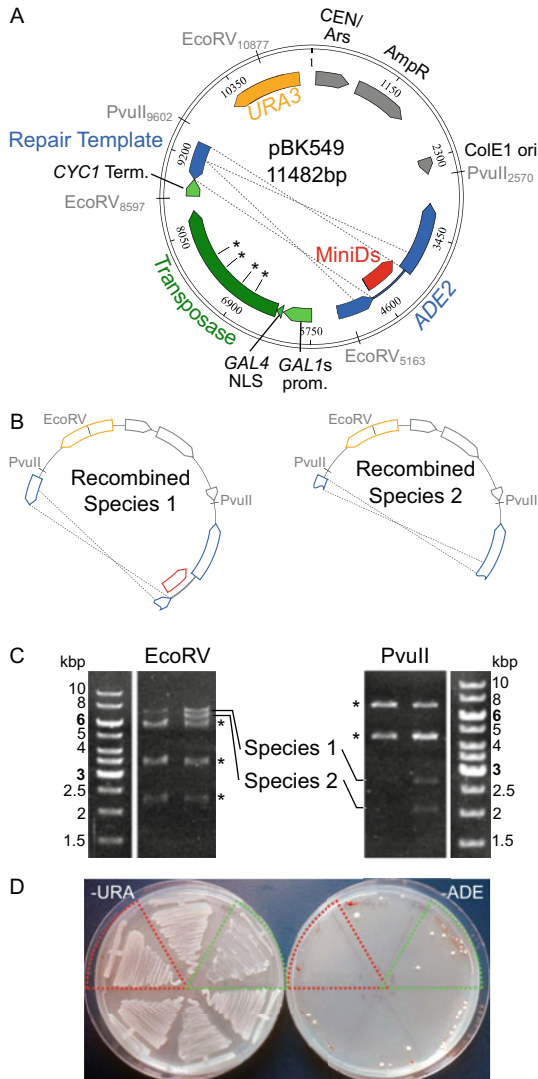 A
CEN/
Ars
EcoRV10877
AmpR
10350
1150
URA3
PvuII9602
pBK549
Repair Template
11482bp
9200
2300
ColE1 ori
CYC1 Term.
PvuII2570
EcoRV8597
3450
MiniDs
8050
* * * *
ADE2
Transposase
6900
4600
5750
EcoRV5163
GAL4
NLS
GAL1s
prom.
B
EcoRV
PvuII
Recombined
Species 1
PvuII
EcoRV
PvuII
Recombined
Species 2
PvuII
C
kbp
EcoRV
PvuII
kbp
10
8
6
5
4
3
2.5
2
1.5
*
*
*
Species 1
Species 2
*
*
10
8
6
5
4
3
2.5
2
1.5
D
-URA
-ADE